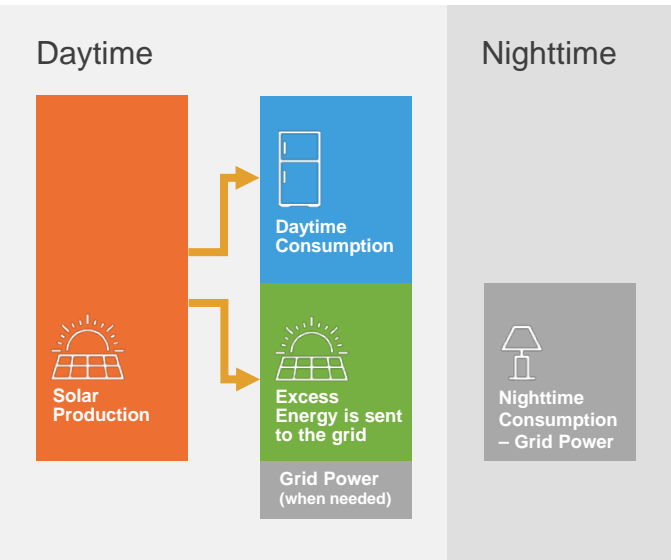 Daytime
Nighttime
Daytime
Consumption
Solar
Production
Excess
Energy is sent
to the grid
Nighttime
Consumption
– Grid Power
Grid Power
(when needed)